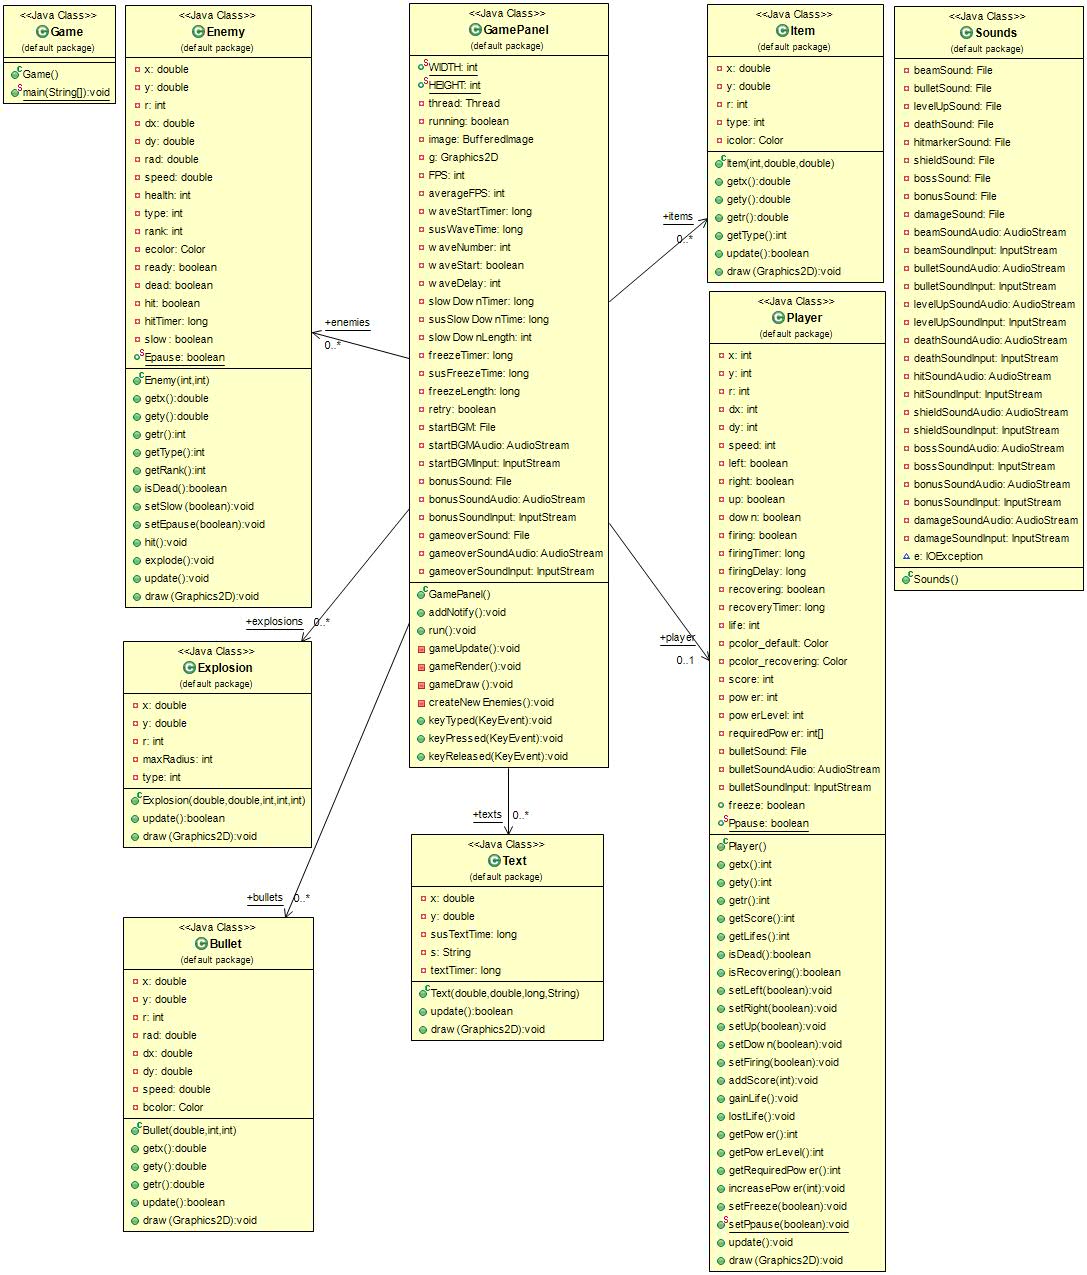 <<Java Class>>
Game
(default package)
Game()
main(String[]):void
<<Java Class>>
Enemy
(default package)
x: double
y: double
r: int
dx: double
dy: double
rad: double
speed: double
health: int
type: int
rank: int
ecolor: Color
ready: boolean
dead: boolean
hit: boolean
hitTimer: long
slow: boolean
Epause: boolean
Enemy(int,int)
getx():double
gety():double
getr():int
getType():int
getRank():int
isDead():boolean
setSlow(boolean):void
setEpause(boolean):void
hit():void
explode():void
update():void
draw(Graphics2D):void
<<Java Class>>
GamePanel
(default package)
WIDTH: int
HEIGHT: int
thread: Thread
running: boolean
image: BufferedImage
g: Graphics2D
FPS: int
averageFPS: int
waveStartTimer: long
susWaveTime: long
waveNumber: int
waveStart: boolean
waveDelay: int
slowDownTimer: long
susSlowDownTime: long
slowDownLength: int
freezeTimer: long
susFreezeTime: long
freezeLength: long
retry: boolean
startBGM: File
startBGMAudio: AudioStream
startBGMInput: InputStream
bonusSound: File
bonusSoundAudio: AudioStream
bonusSoundInput: InputStream
gameoverSound: File
gameoverSoundAudio: AudioStream
gameoverSoundInput: InputStream
GamePanel()
addNotify():void
run():void
gameUpdate():void
gameRender():void
gameDraw():void
createNewEnemies():void
keyTyped(KeyEvent):void
keyPressed(KeyEvent):void
keyReleased(KeyEvent):void
<<Java Class>>
Item
(default package)
x: double
y: double
r: int
type: int
icolor: Color
Item(int,double,double)
getx():double
gety():double
getr():double
getType():int
update():boolean
draw(Graphics2D):void
<<Java Class>>
Sounds
(default package)
beamSound: File
bulletSound: File
levelUpSound: File
deathSound: File
hitmarkerSound: File
shieldSound: File
bossSound: File
bonusSound: File
damageSound: File
beamSoundAudio: AudioStream
beamSoundInput: InputStream
bulletSoundAudio: AudioStream
bulletSoundInput: InputStream
levelUpSoundAudio: AudioStream
levelUpSoundInput: InputStream
deathSoundAudio: AudioStream
deathSoundInput: InputStream
hitSoundAudio: AudioStream
hitSoundInput: InputStream
shieldSoundAudio: AudioStream
shieldSoundInput: InputStream
bossSoundAudio: AudioStream
bossSoundInput: InputStream
bonusSoundAudio: AudioStream
bonusSoundInput: InputStream
damageSoundAudio: AudioStream
damageSoundInput: InputStream
e: IOException
Sounds()
+items
0..*
+enemies
0..*
+explosions
0..*
+player
0..1
+texts
0..*
+bullets
0..*
<<Java Class>>
Player
(default package)
x: int
y: int
r: int
dx: int
dy: int
speed: int
left: boolean
right: boolean
up: boolean
down: boolean
firing: boolean
firingTimer: long
firingDelay: long
recovering: boolean
recoveryTimer: long
life: int
pcolor_default: Color
pcolor_recovering: Color
score: int
power: int
powerLevel: int
requiredPower: int[]
bulletSound: File
bulletSoundAudio: AudioStream
bulletSoundInput: InputStream
freeze: boolean
Ppause: boolean
Player()
getx():int
gety():int
getr():int
getScore():int
getLifes():int
isDead():boolean
isRecovering():boolean
setLeft(boolean):void
setRight(boolean):void
setUp(boolean):void
setDown(boolean):void
setFiring(boolean):void
addScore(int):void
gainLife():void
lostLife():void
getPower():int
getPowerLevel():int
getRequiredPower():int
increasePower(int):void
setFreeze(boolean):void
setPpause(boolean):void
update():void
draw(Graphics2D):void
<<Java Class>>
Explosion
(default package)
x: double
y: double
r: int
maxRadius: int
type: int
Explosion(double,double,int,int,int)
update():boolean
draw(Graphics2D):void
<<Java Class>>
Text
(default package)
x: double
y: double
susTextTime: long
s: String
textTimer: long
Text(double,double,long,String)
update():boolean
draw(Graphics2D):void
<<Java Class>>
Bullet
(default package)
x: double
y: double
r: int
rad: double
dx: double
dy: double
speed: double
bcolor: Color
Bullet(double,int,int)
getx():double
gety():double
getr():double
update():boolean
draw(Graphics2D):void